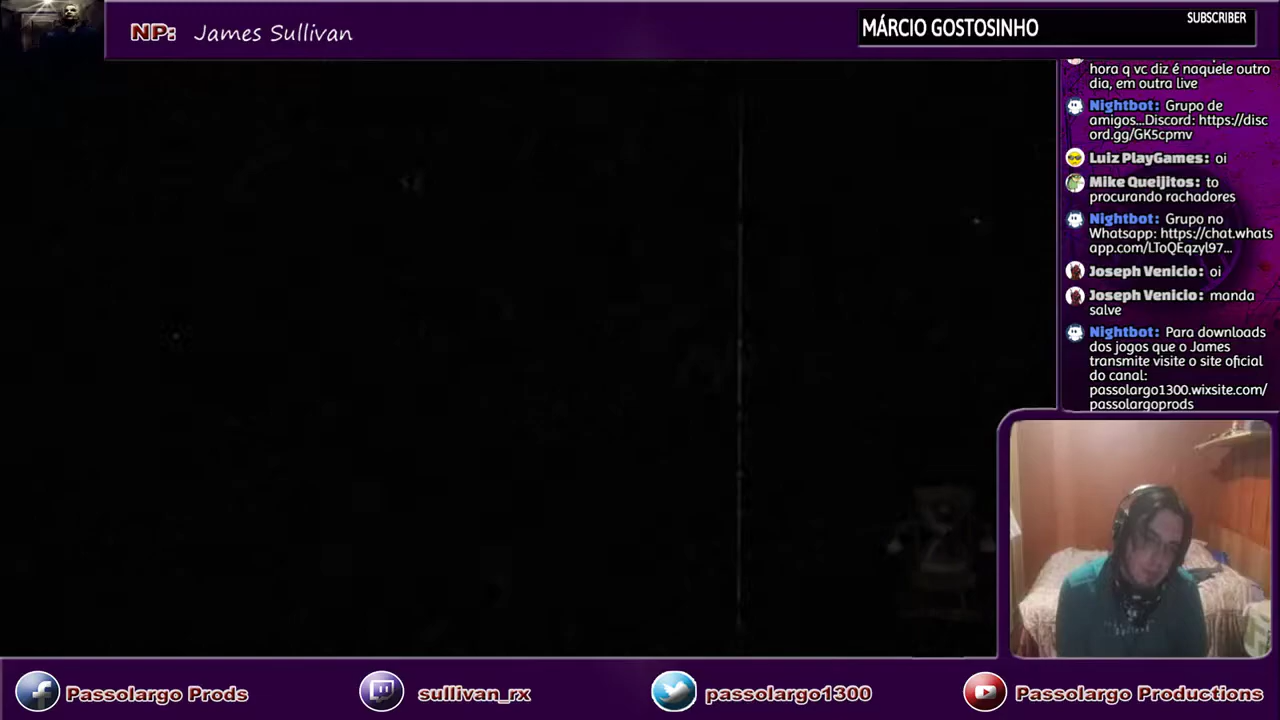 NP: James Sullivan
MÁRCIO GOSTOSINHO
SUBSCRIBER
hora q vc diz é naquele outro
dia, em outra live
Nightbot: Grupo de
amigos...Discord: https://disc
ord.gg/GK5cpmv
Luiz PlayGames: oi
Mike Queijitos: to
procurando rachadores
Nightbot: Grupo no
Whatsapp: https://chat.whats
app.com/LToQEqzyl97...
Joseph Venicio: oi
Joseph Venicio: manda
salve
Nightbot: Para downloads
dos jogos que o James
transmite visite o site oficial
do canal:
passolargo1300.wixsite.com/
passolargoprods
Passolargo Prods
sullivan_rx
passolargo1300
Passolargo Productions